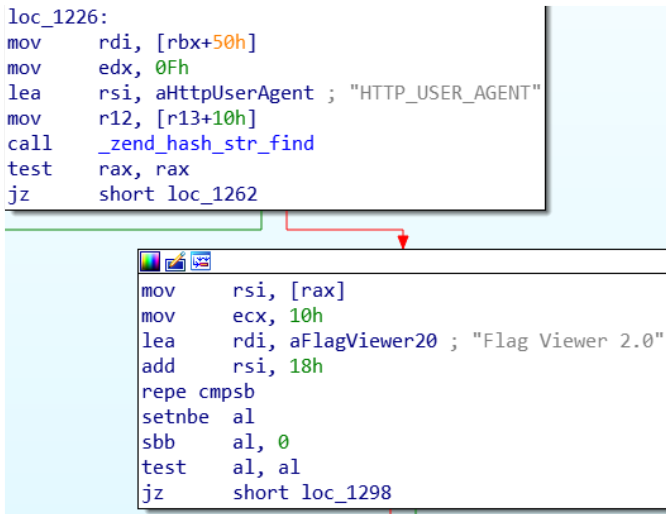 loc_1226:
mov rdi, [rbx+50h]
mov edx, 0Fh
lea rsi, aHttpUserAgent ; "HTTP_USER_AGENT"
mov r12, [r13+10h]
call _zend_hash_str_find
test rax, rax
jz short loc_1262
mov rsi, [rax]
mov ecx, 10h
lea rdi, aFlagViewer20 ; "Flag Viewer 2.0"
add rsi, 18h
repe cmpsb
setnbe al
sbb al, 0
test al, al
jz short loc_1298